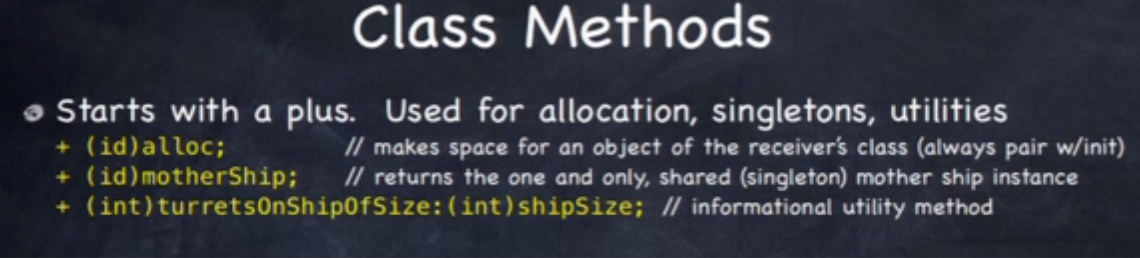 Class Methods
Starts with a plus. Used for allocation, singletons, utilities
+ (id)alloc; // makes space for an object of the receiver's class (always pair w/init)
+ (id)motherShip; // returns the one and only, shared (singleton) mother ship instance
+ (int)turretsOnShipOfSize:(int)shipSize; // informational utility method